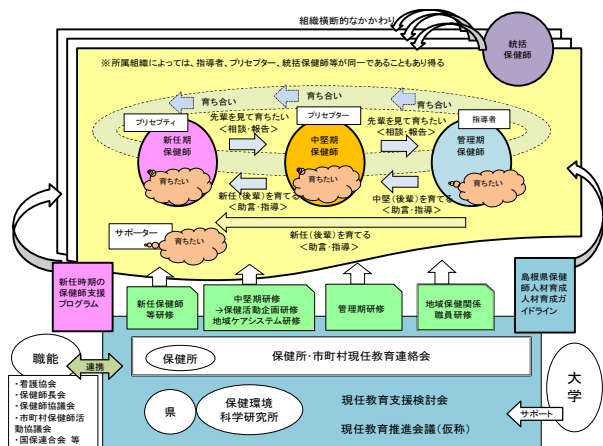 組織横断的なかかわり
統括
保健師
※所属組織によっては、指導者、プリセプター、統括保健師等が同一であることもあり得る
育ち合い
育ち合い
育ち合い
プリセプティ
プリセプター
指導者
先輩を見て育ちたい
<相談・報告>
先輩を見て育ちたい
<相談・報告>
新任期
保健師
中堅期
保健師
管理期
保健師
育ちたい
育ちたい
育ちたい
新任(後輩)を育てる
<助言・指導>
中堅(後輩)を育てる
<助言・指導>
サポーター
育ちたい
新任(後輩)を育てる
<助言・指導>
新任時期の
保健師支援
プログラム
新任保健師
等研修
中堅期研修
→保健活動企画研修
地域ケアシステム研修
管理期研修
地域保健関係
職員研修
島根県保健
師人材育成
人材育成ガ
イドライン
職能
連携
保健所
保健所・市町村現任教育連絡会
大学
・看護協会
・保健師長会
・保健師協議会
・市町村保健師活
動協議会
・国保連合会 等
県
保健環境
科学研究所
現任教育支援検討会
サポート
現任教育推進会議(仮称)